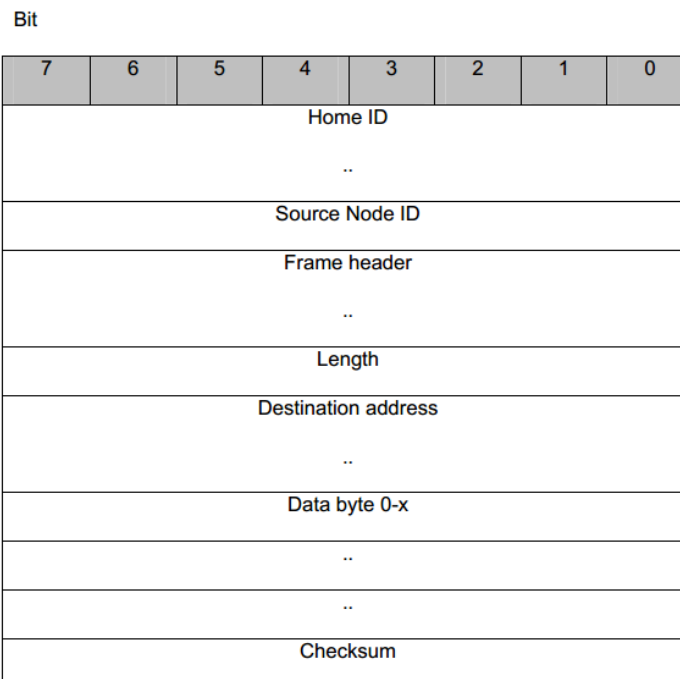 Bit
7 6 5 4 3 2 1 0
Home ID
..
Source Node ID
Frame header
..
Length
Destination address
..
Data byte 0-x
..
..
Checksum